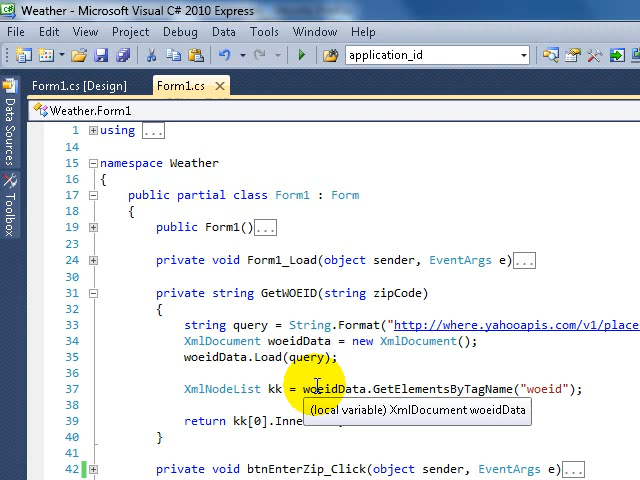 Weather - Microsoft Visual C# 2010 Express
File Edit View Project Debug Data Tools Window Help
application_id
Form1.cs [Design] Form1.cs
Weather.Form1
Data Sources
Toolbox
1 using ...
14
15 namespace Weather
16 {
17 public partial class Form1 : Form
18 {
19 public Form1()...
23
24 private void Form1_Load(object sender, EventArgs e)...
30
31 private string GetWOEID(string zipCode)
32 {
33 string query = String.Format("http://where.yahooapis.com/v1/place
34 XmlDocument woeidData = new XmlDocument();
35 woeidData.Load(query);
36
37 XmlNodeList kk = woeidData.GetElementsByTagName("woeid");
38
(local variable) XmlDocument woeidData
39 return kk[0].Inne
40 }
41
42 private void btnEnterZip_Click(object sender, EventArgs e)...